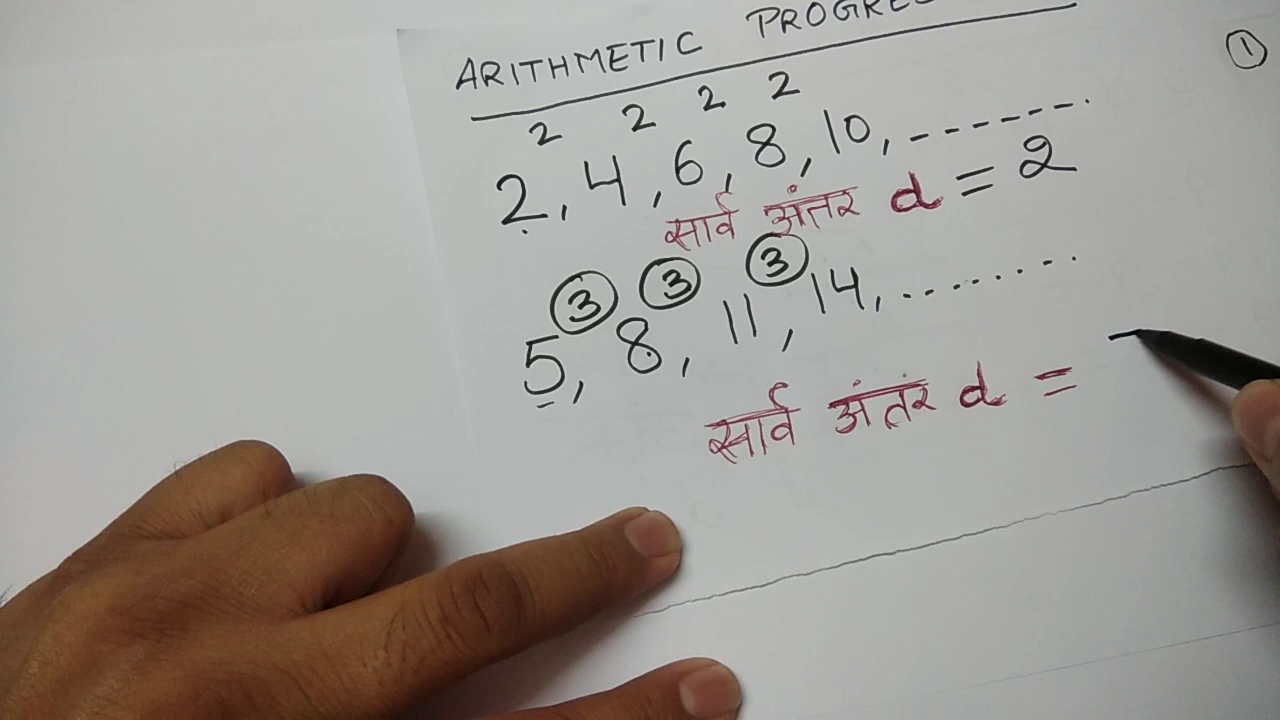 ARITHMETIC PROGRES
①
2 2 2 2
2, 4, 6, 8, 10, ------
सार्व अंतर d = 2
③ ③ ③
5, 8, 11, 14, ........
सार्व अंतर d =